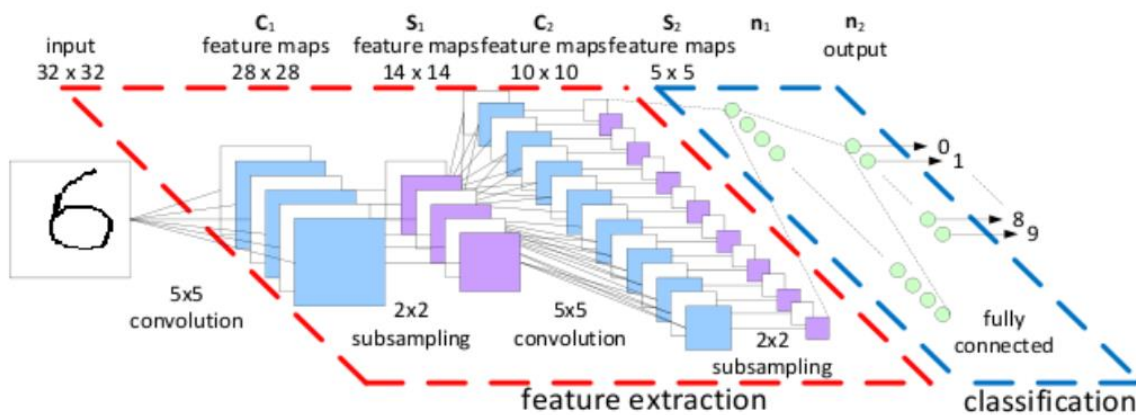 C1
S1
C2
S2
n1
n2
input
feature maps
feature maps
feature maps
feature maps
output
32 x 32
28 x 28
14 x 14
10 x 10
5 x 5
6
0
1
8
9
5x5
convolution
2x2
subsampling
5x5
convolution
2x2
subsampling
fully
connected
feature extraction
classification